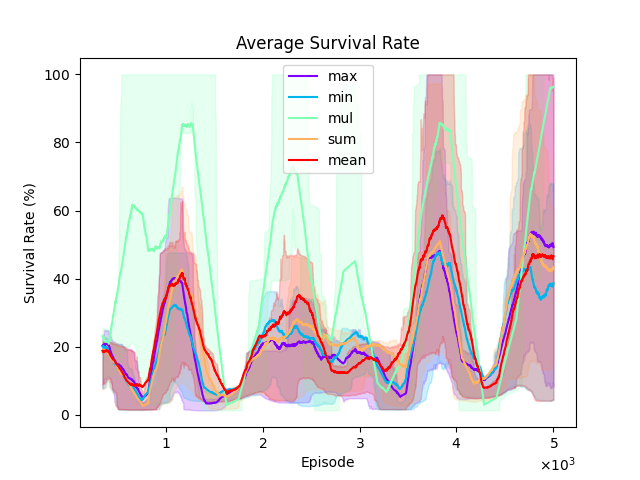 Average Survival Rate
100
80
60
40
20
0
Survival Rate (%)
max
min
mul
sum
mean
1
2
3
4
5
Episode
×10³